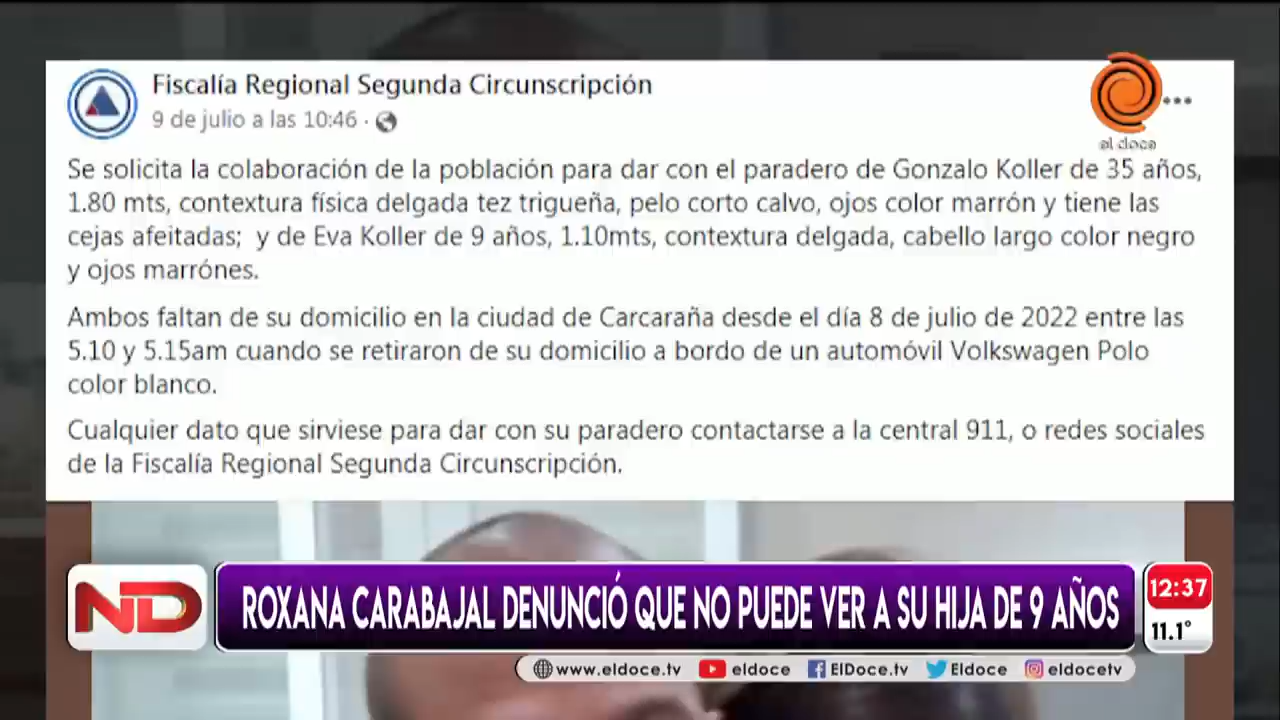 Fiscalía Regional Segunda Circunscripción
9 de julio a las 10:46 ·
el doce
Se solicita la colaboración de la población para dar con el paradero de Gonzalo Koller de 35 años,
1.80 mts, contextura física delgada tez trigueña, pelo corto calvo, ojos color marrón y tiene las
cejas afeitadas; y de Eva Koller de 9 años, 1.10mts, contextura delgada, cabello largo color negro
y ojos marrónes.
Ambos faltan de su domicilio en la ciudad de Carcaraña desde el día 8 de julio de 2022 entre las
5.10 y 5.15am cuando se retiraron de su domicilio a bordo de un automóvil Volkswagen Polo
color blanco.
Cualquier dato que sirviese para dar con su paradero contactarse a la central 911, o redes sociales
de la Fiscalía Regional Segunda Circunscripción.
ND
ROXANA CARABAJAL DENUNCIÓ QUE NO PUEDE VER A SU HIJA DE 9 AÑOS
12:37
11.1°
www.eldoce.tv eldoce ElDoce.tv Eldoce eldocetv